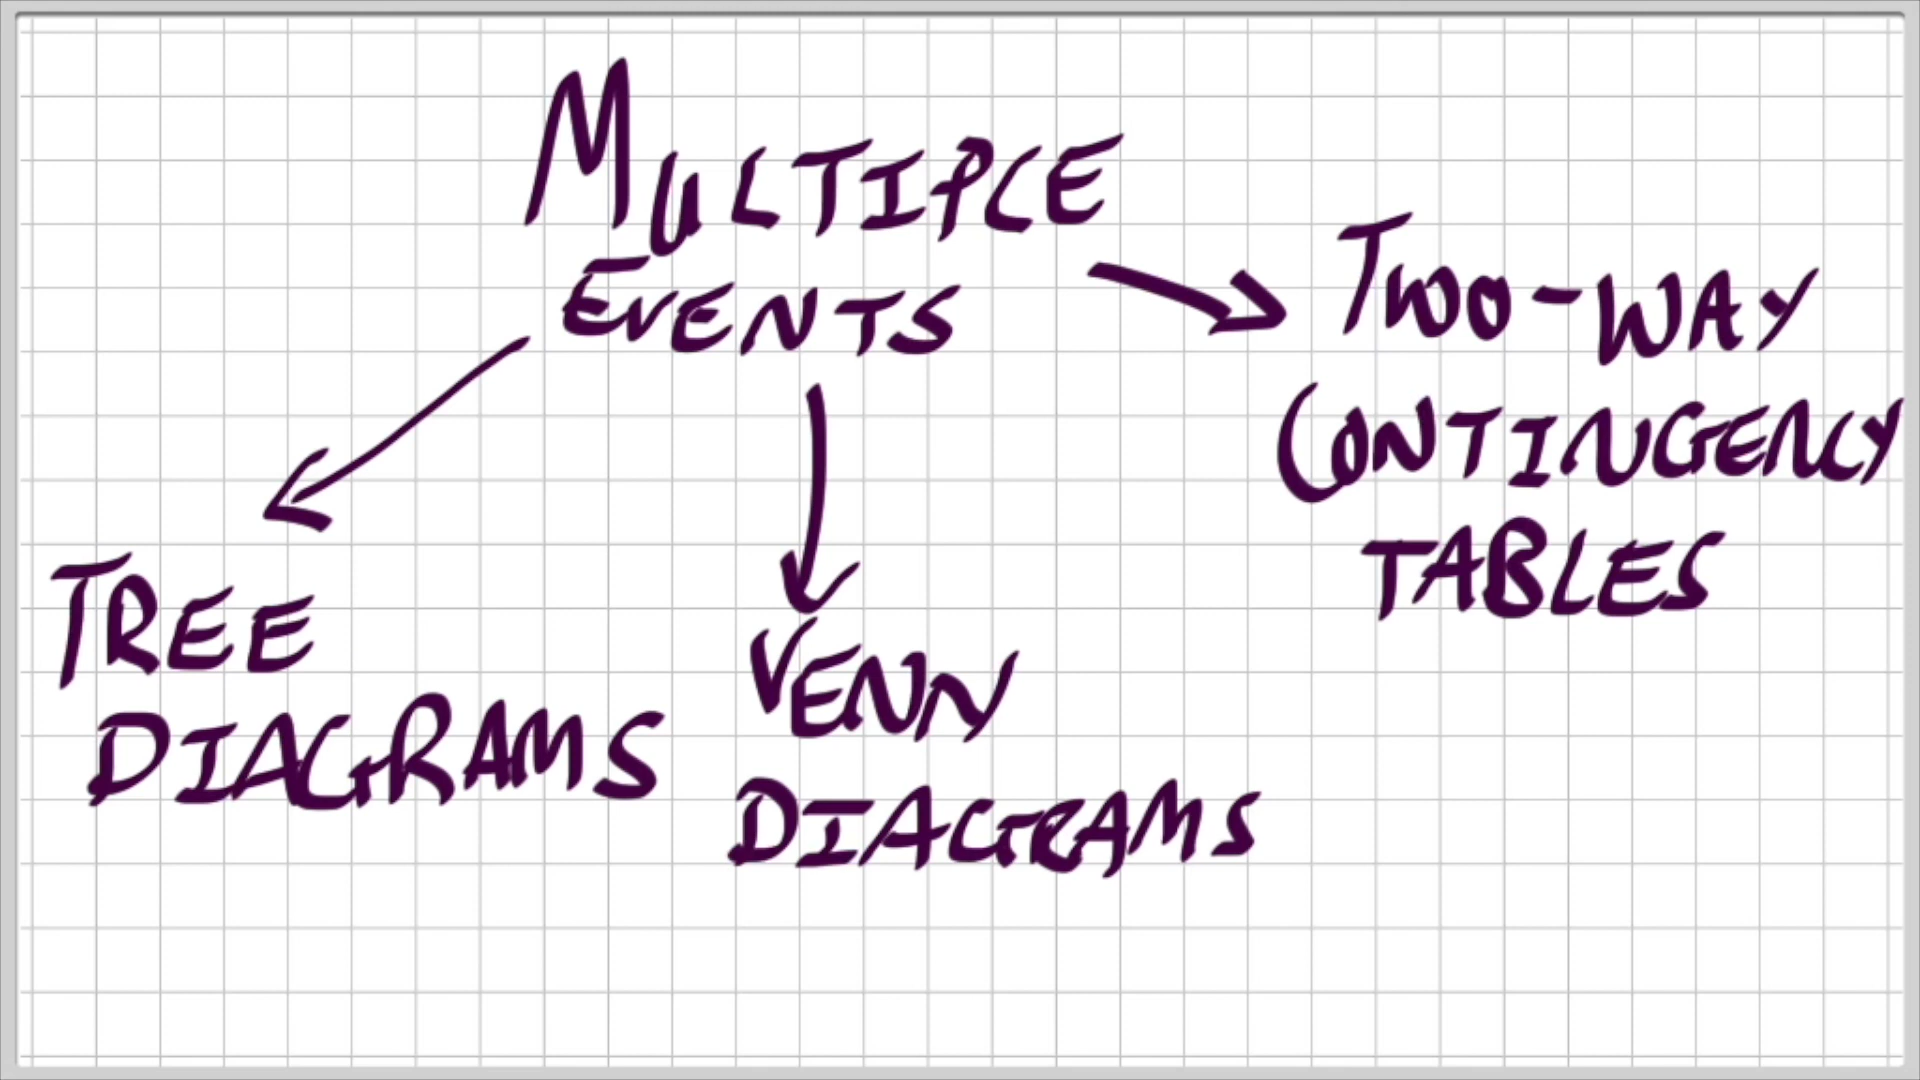 MULTIPLE
EVENTS
TWO-WAY
CONTINGENCY
TABLES
TREE
DIAGRAMS
VENN
DIAGRAMS